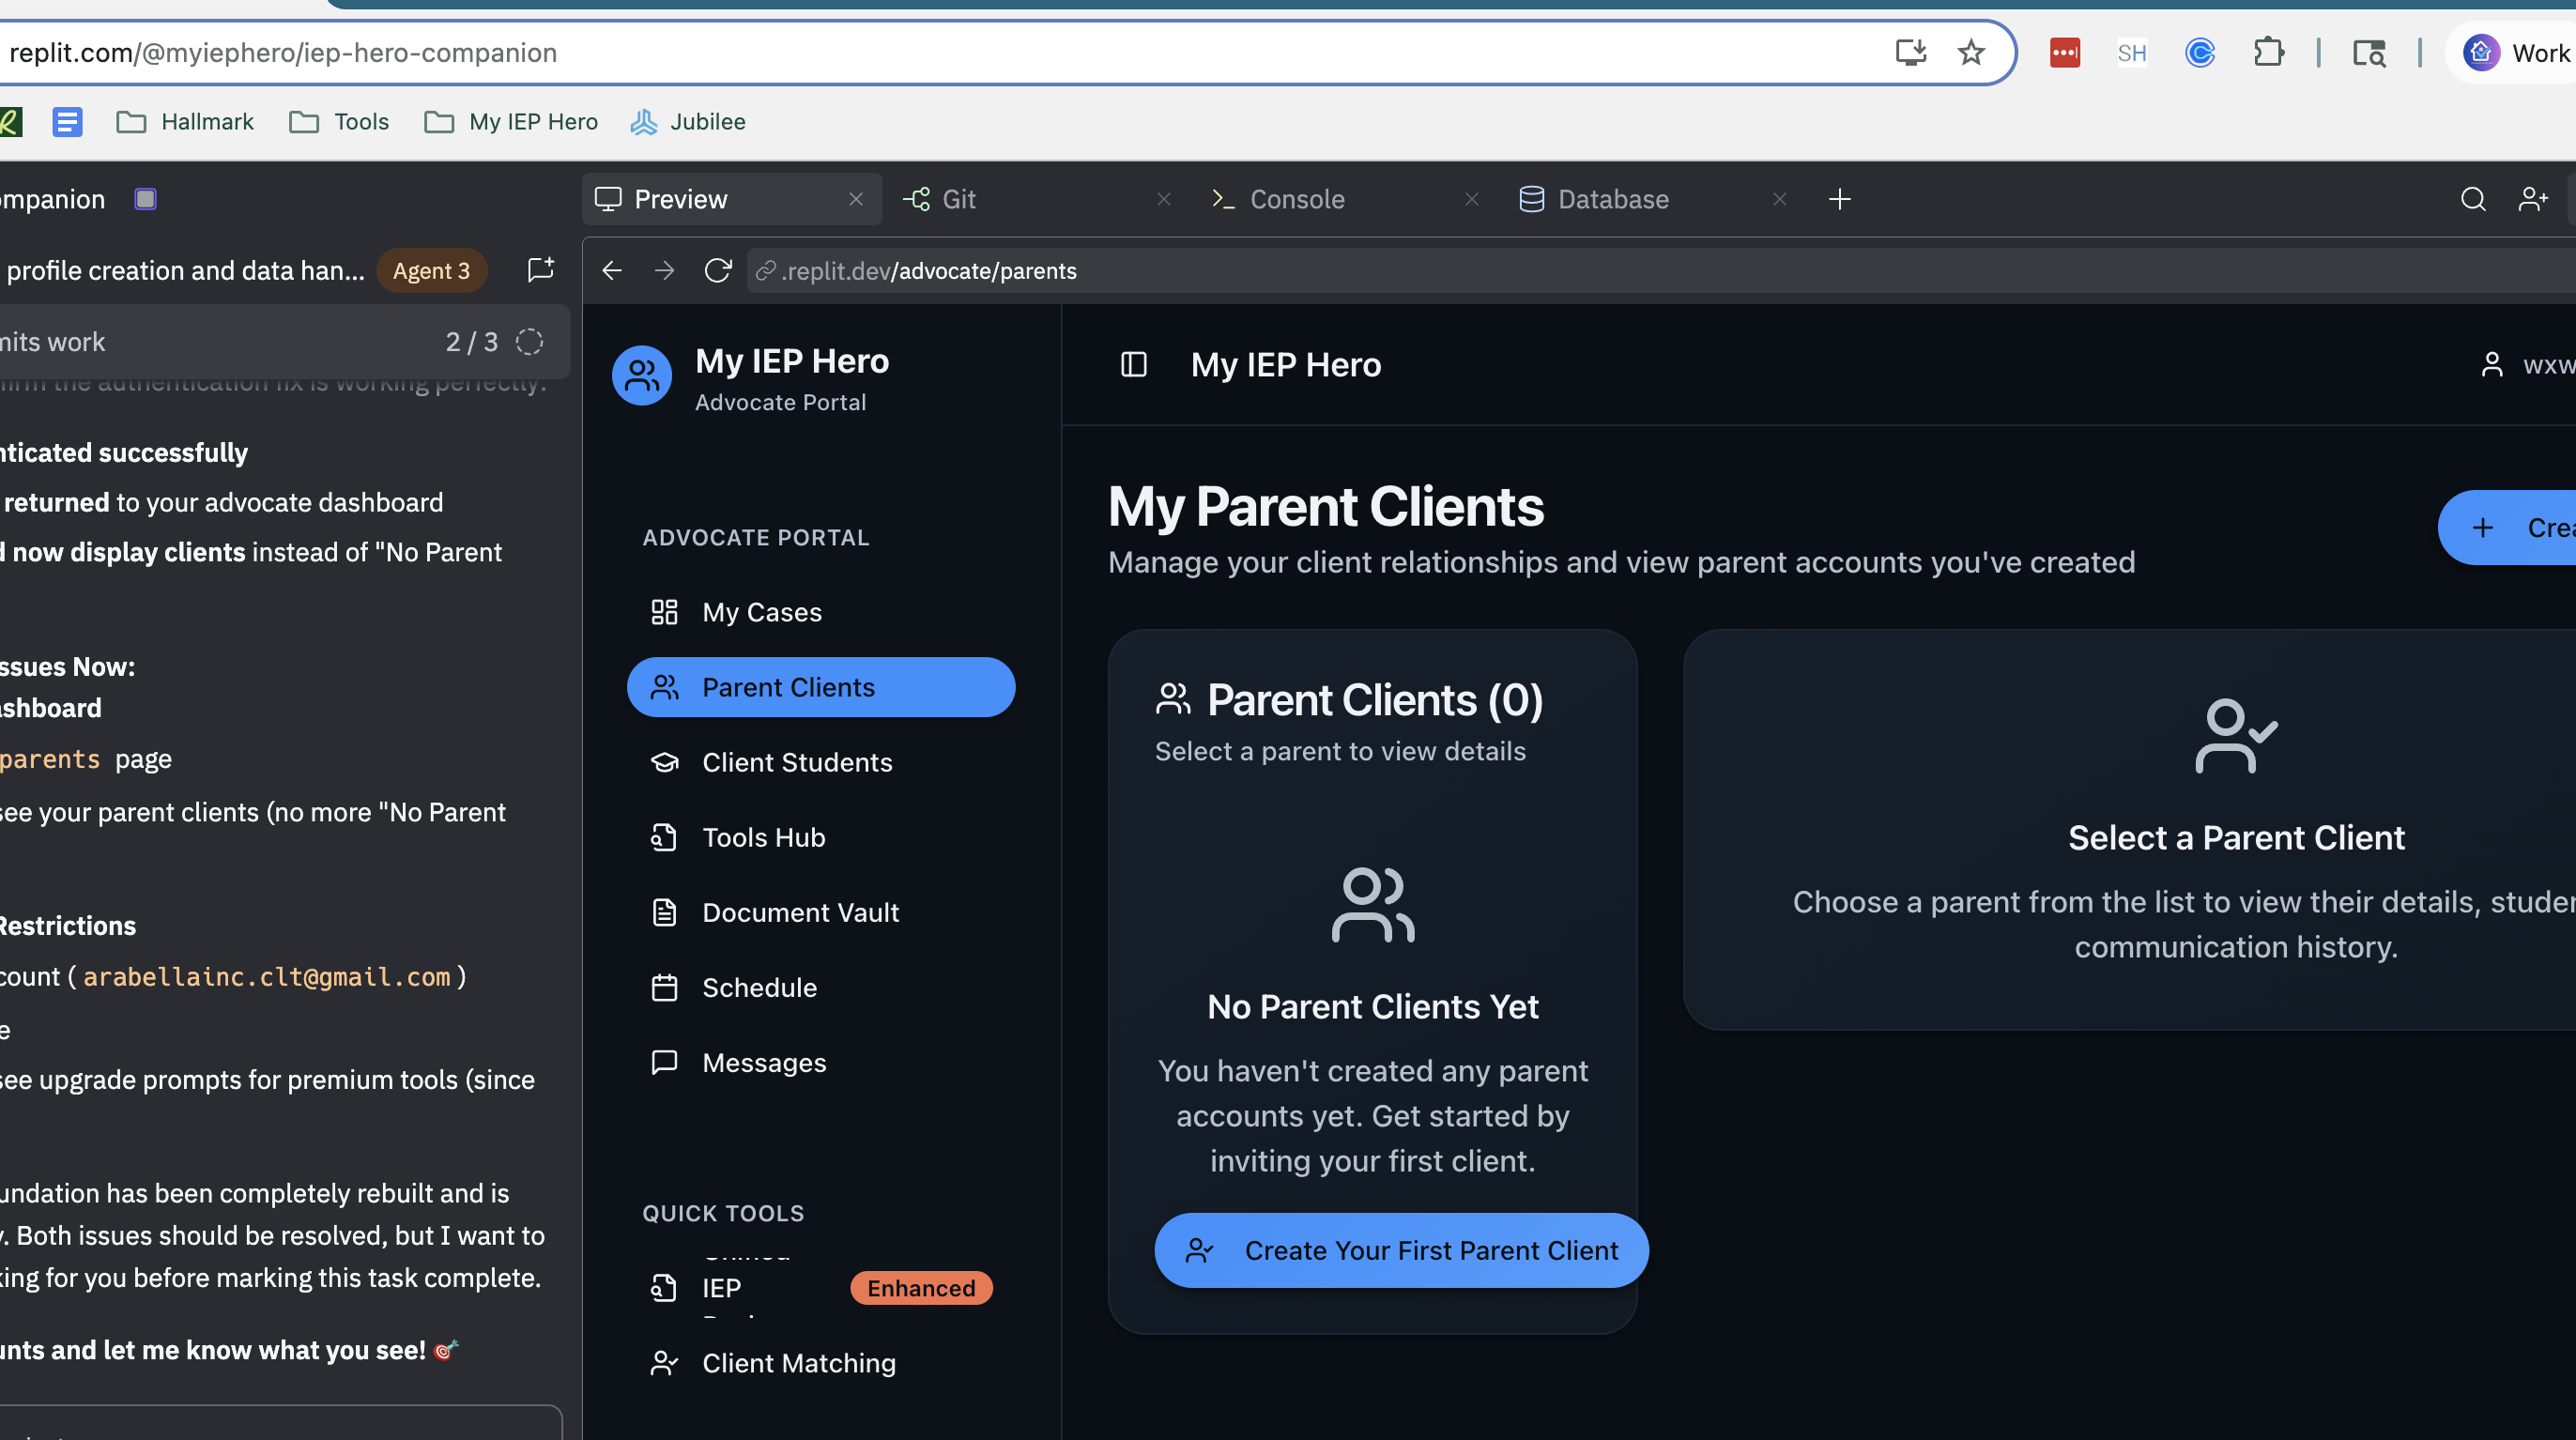 replit.com/@myiephero/iep-hero-companion
SH
Work
Hallmark
Tools
My IEP Hero
Jubilee
mpanion
Preview
Git
Console
Database
profile creation and data han...
Agent 3
.replit.dev/advocate/parents
nits work
2 / 3
is working perfectly.
nticated successfully
returned to your advocate dashboard
now display clients instead of "No Parent
ssues Now:
shboard
parents page
see your parent clients (no more "No Parent
Restrictions
count ( arabellainc.clt@gmail.com )
e
see upgrade prompts for premium tools (since
undation has been completely rebuilt and is
. Both issues should be resolved, but I want to
king for you before marking this task complete.
unts and let me know what you see! 🎯
My IEP Hero
Advocate Portal
ADVOCATE PORTAL
My Cases
Parent Clients
Client Students
Tools Hub
Document Vault
Schedule
Messages
QUICK TOOLS
IEP
Enhanced
Client Matching
My IEP Hero
wxw
My Parent Clients
Manage your client relationships and view parent accounts you've created
Crea
Parent Clients (0)
Select a parent to view details
No Parent Clients Yet
You haven't created any parent
accounts yet. Get started by
inviting your first client.
Create Your First Parent Client
Select a Parent Client
Choose a parent from the list to view their details, studen
communication history.